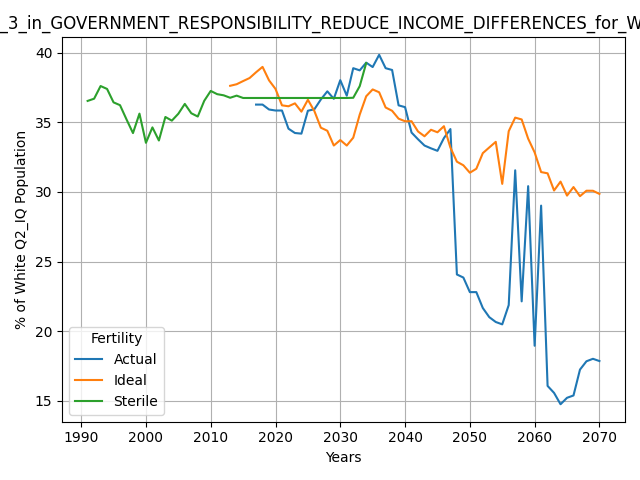 _3_in_GOVERNMENT_RESPONSIBILITY_REDUCE_INCOME_DIFFERENCES_for_W
40
35
30
25
20
15
% of White Q2_IQ Population
Fertility
Actual
Ideal
Sterile
1990 2000 2010 2020 2030 2040 2050 2060 2070
Years